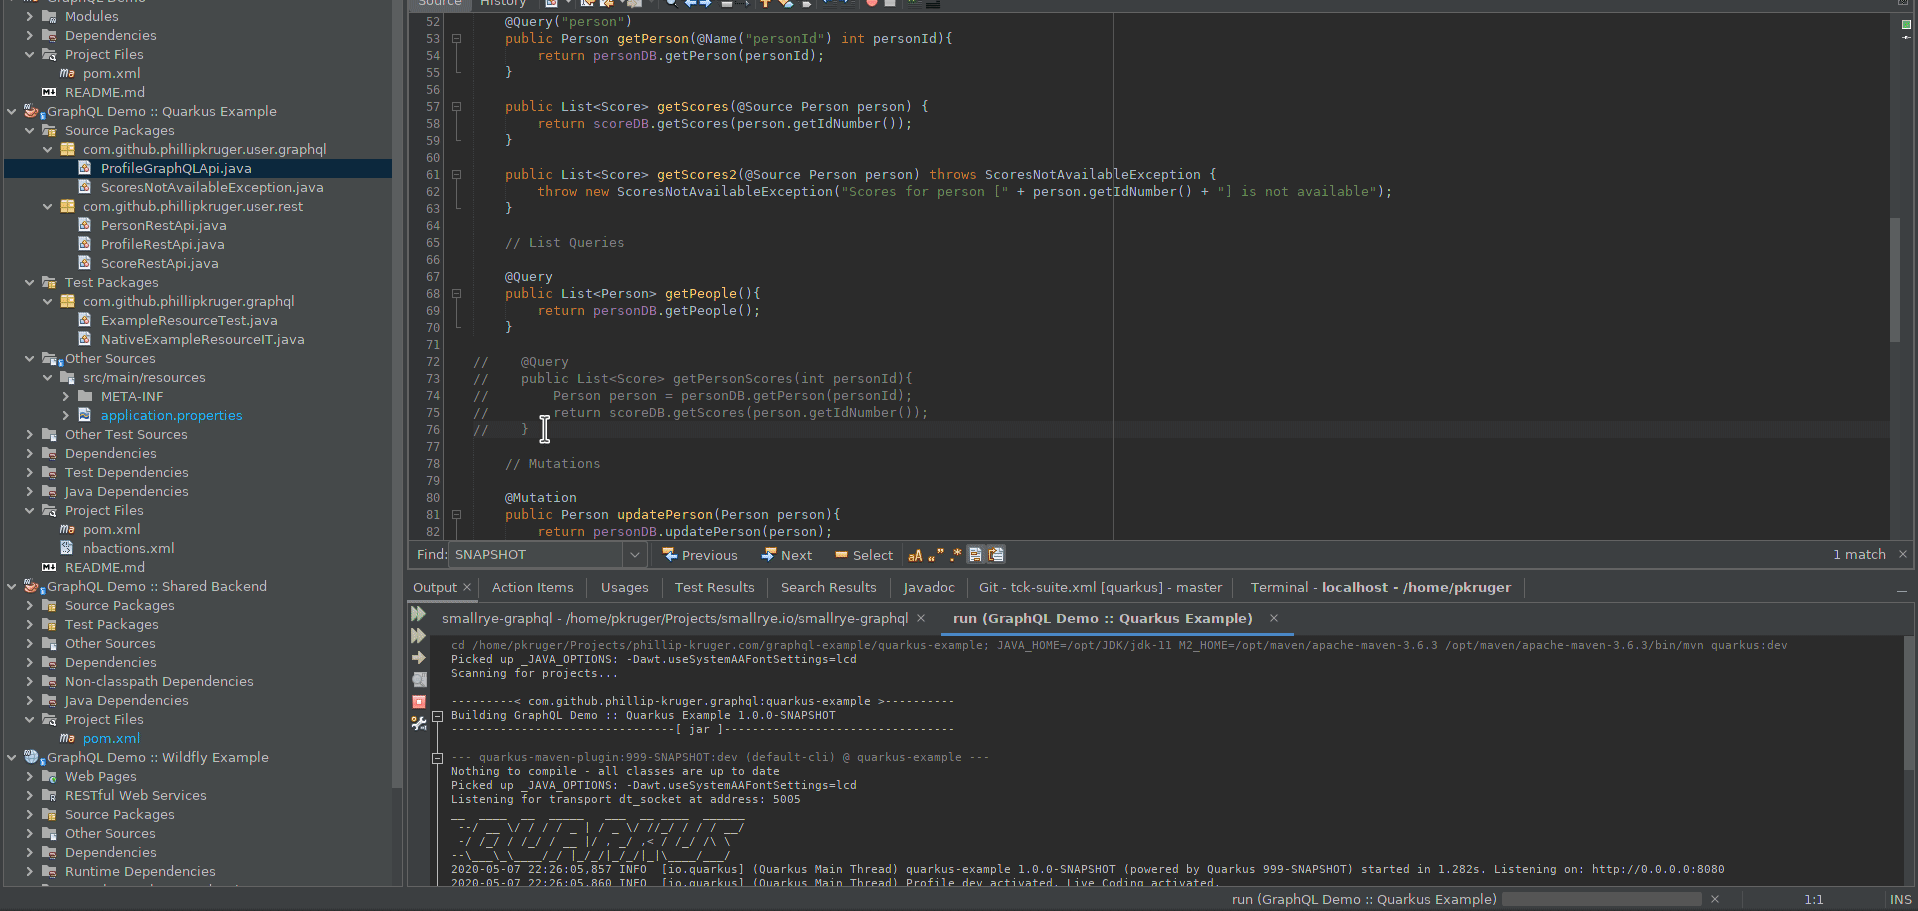 GraphQL Demo
Modules
Dependencies
Project Files
pom.xml
README.md
GraphQL Demo :: Quarkus Example
Source Packages
com.github.phillipkruger.user.graphql
ProfileGraphQLApi.java
ScoresNotAvailableException.java
com.github.phillipkruger.user.rest
PersonRestApi.java
ProfileRestApi.java
ScoreRestApi.java
Test Packages
com.github.phillipkruger.graphql
ExampleResourceTest.java
NativeExampleResourceIT.java
Other Sources
src/main/resources
META-INF
application.properties
Other Test Sources
Dependencies
Test Dependencies
Java Dependencies
Project Files
pom.xml
nbactions.xml
README.md
GraphQL Demo :: Shared Backend
Source Packages
Test Packages
Other Sources
Dependencies
Non-classpath Dependencies
Java Dependencies
Project Files
pom.xml
GraphQL Demo :: Wildfly Example
Web Pages
RESTful Web Services
Source Packages
Other Sources
Dependencies
Runtime Dependencies
Source History
52 @Query("person")
53 public Person getPerson(@Name("personId") int personId){
54 return personDB.getPerson(personId);
55 }
56
57 public List<Score> getScores(@Source Person person) {
58 return scoreDB.getScores(person.getIdNumber());
59 }
60
61 public List<Score> getScores2(@Source Person person) throws ScoresNotAvailableException {
62 throw new ScoresNotAvailableException("Scores for person [" + person.getIdNumber() + "] is not available");
63 }
64
65 // List Queries
66
67 @Query
68 public List<Person> getPeople(){
69 return personDB.getPeople();
70 }
71
72 // @Query
73 // public List<Score> getPersonScores(int personId){
74 // Person person = personDB.getPerson(personId);
75 // return scoreDB.getScores(person.getIdNumber());
76 // }
77
78 // Mutations
79
80 @Mutation
81 public Person updatePerson(Person person){
82 return personDB.updatePerson(person);
Find: SNAPSHOT Previous Next Select 1 match
Output Action Items Usages Test Results Search Results Javadoc Git - tck-suite.xml [quarkus] - master Terminal - localhost - /home/pkruger
smallrye-graphql - /home/pkruger/Projects/smallrye.io/smallrye-graphql run (GraphQL Demo :: Quarkus Example)
cd /home/pkruger/Projects/phillip-kruger.com/graphql-example/quarkus-example; JAVA_HOME=/opt/JDK/jdk-11 M2_HOME=/opt/maven/apache-maven-3.6.3 /opt/maven/apache-maven-3.6.3/bin/mvn quarkus:dev
Picked up _JAVA_OPTIONS: -Dawt.useSystemAAFontSettings=lcd
Scanning for projects...
---------< com.github.phillip-kruger.graphql:quarkus-example >----------
Building GraphQL Demo :: Quarkus Example 1.0.0-SNAPSHOT
--------------------------------[ jar ]---------------------------------
--- quarkus-maven-plugin:999-SNAPSHOT:dev (default-cli) @ quarkus-example ---
Nothing to compile - all classes are up to date
Picked up _JAVA_OPTIONS: -Dawt.useSystemAAFontSettings=lcd
Listening for transport dt_socket at address: 5005
2020-05-07 22:26:05,857 INFO [io.quarkus] (Quarkus Main Thread) quarkus-example 1.0.0-SNAPSHOT (powered by Quarkus 999-SNAPSHOT) started in 1.282s. Listening on: http://0.0.0.0:8080
2020-05-07 22:26:05,860 INFO [io.quarkus] (Quarkus Main Thread) Profile dev activated. Live Coding activated.
run (GraphQL Demo :: Quarkus Example) 1:1 INS